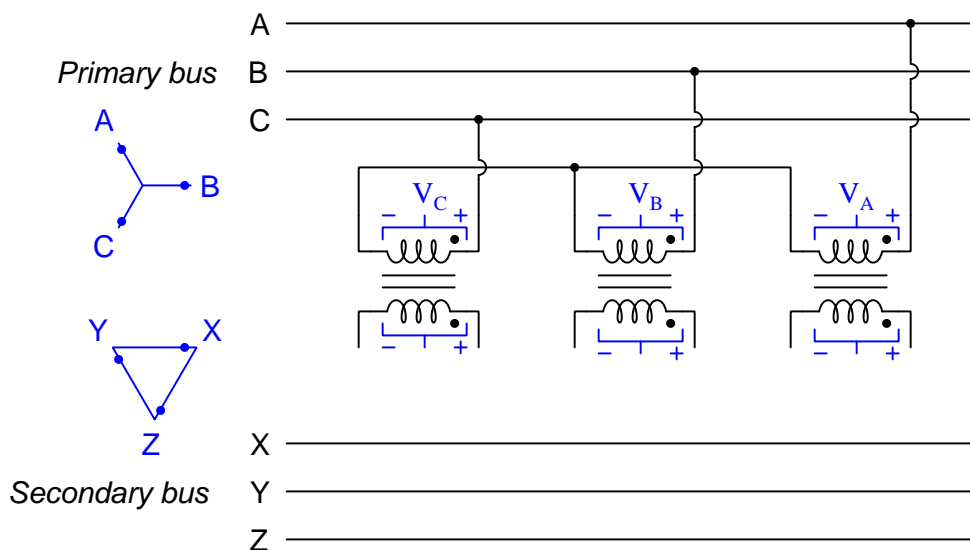 A
Primary bus B
C
A
B
C
V_C V_B V_A
− + − + − +
− + − + − +
Y X
Z
X
Secondary bus Y
Z